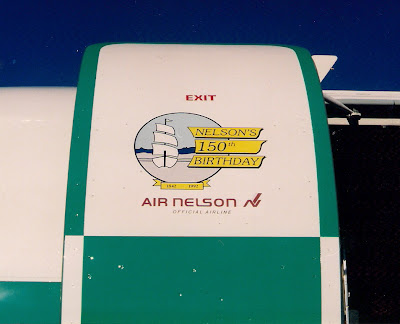 EXIT
NELSON'S
150th
BIRTHDAY
1842 1992
AIR NELSON
OFFICIAL AIRLINE